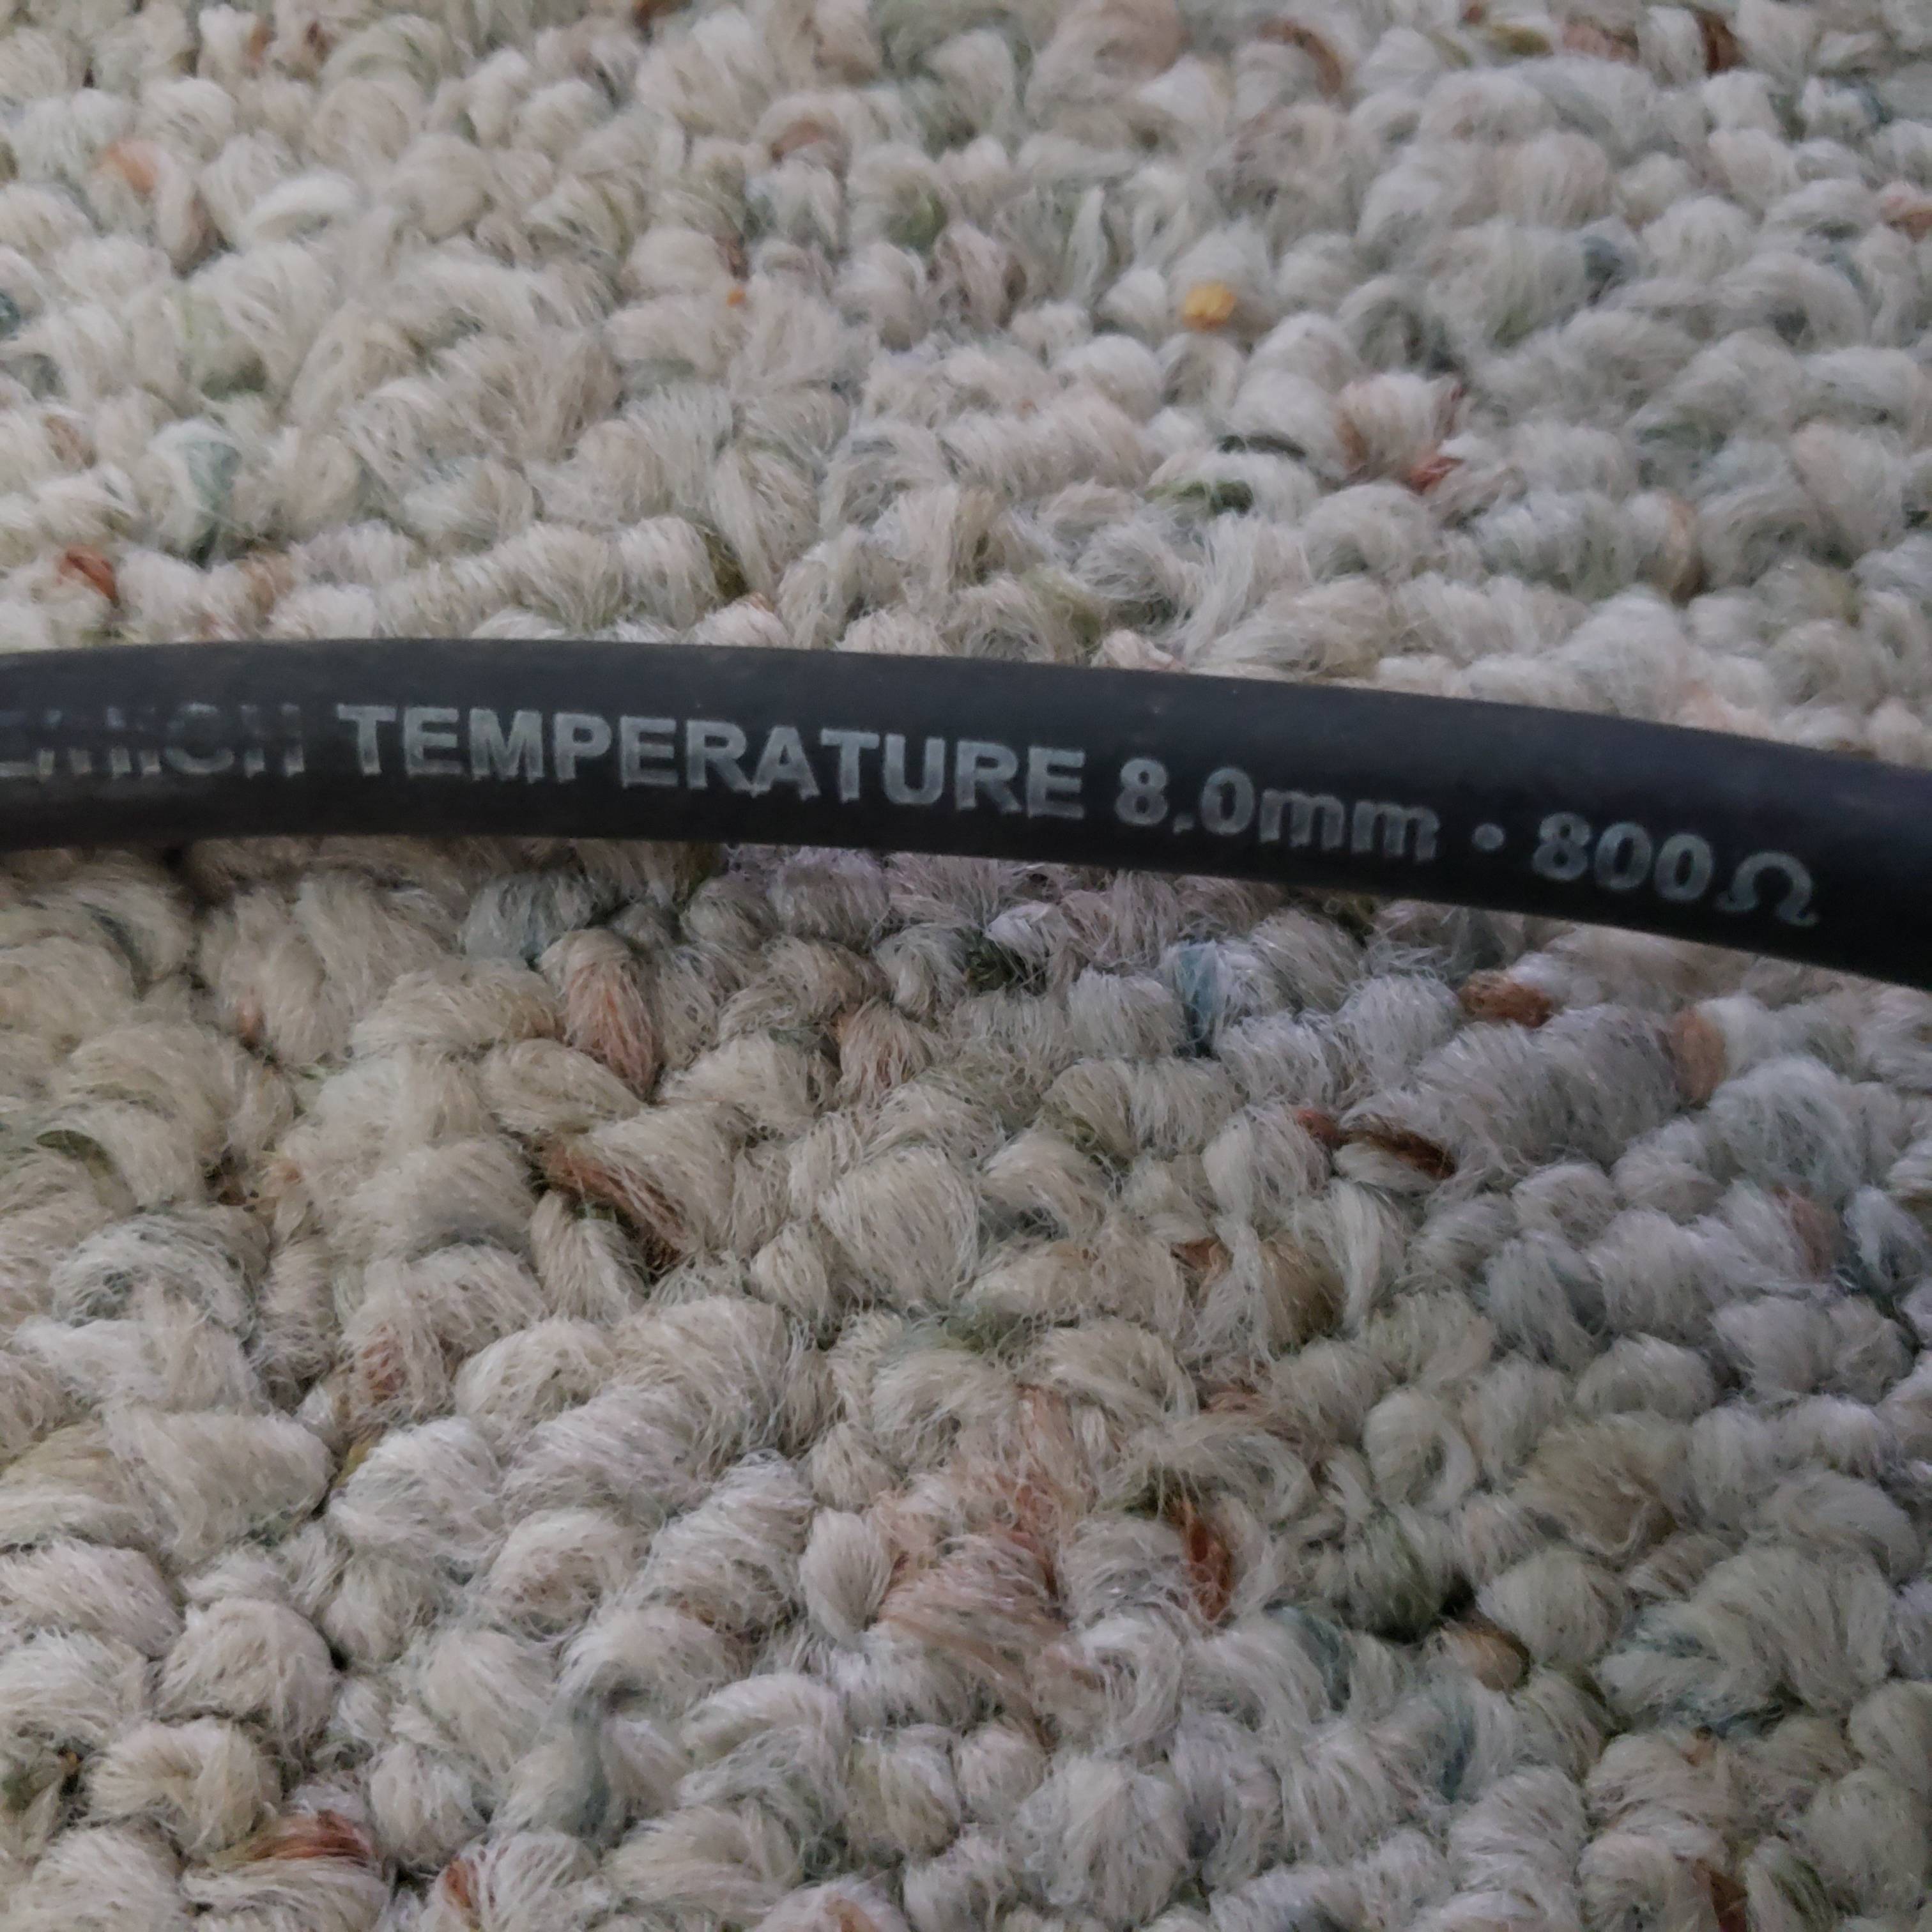 TEMPERATURE 8.0mm • 800Ω